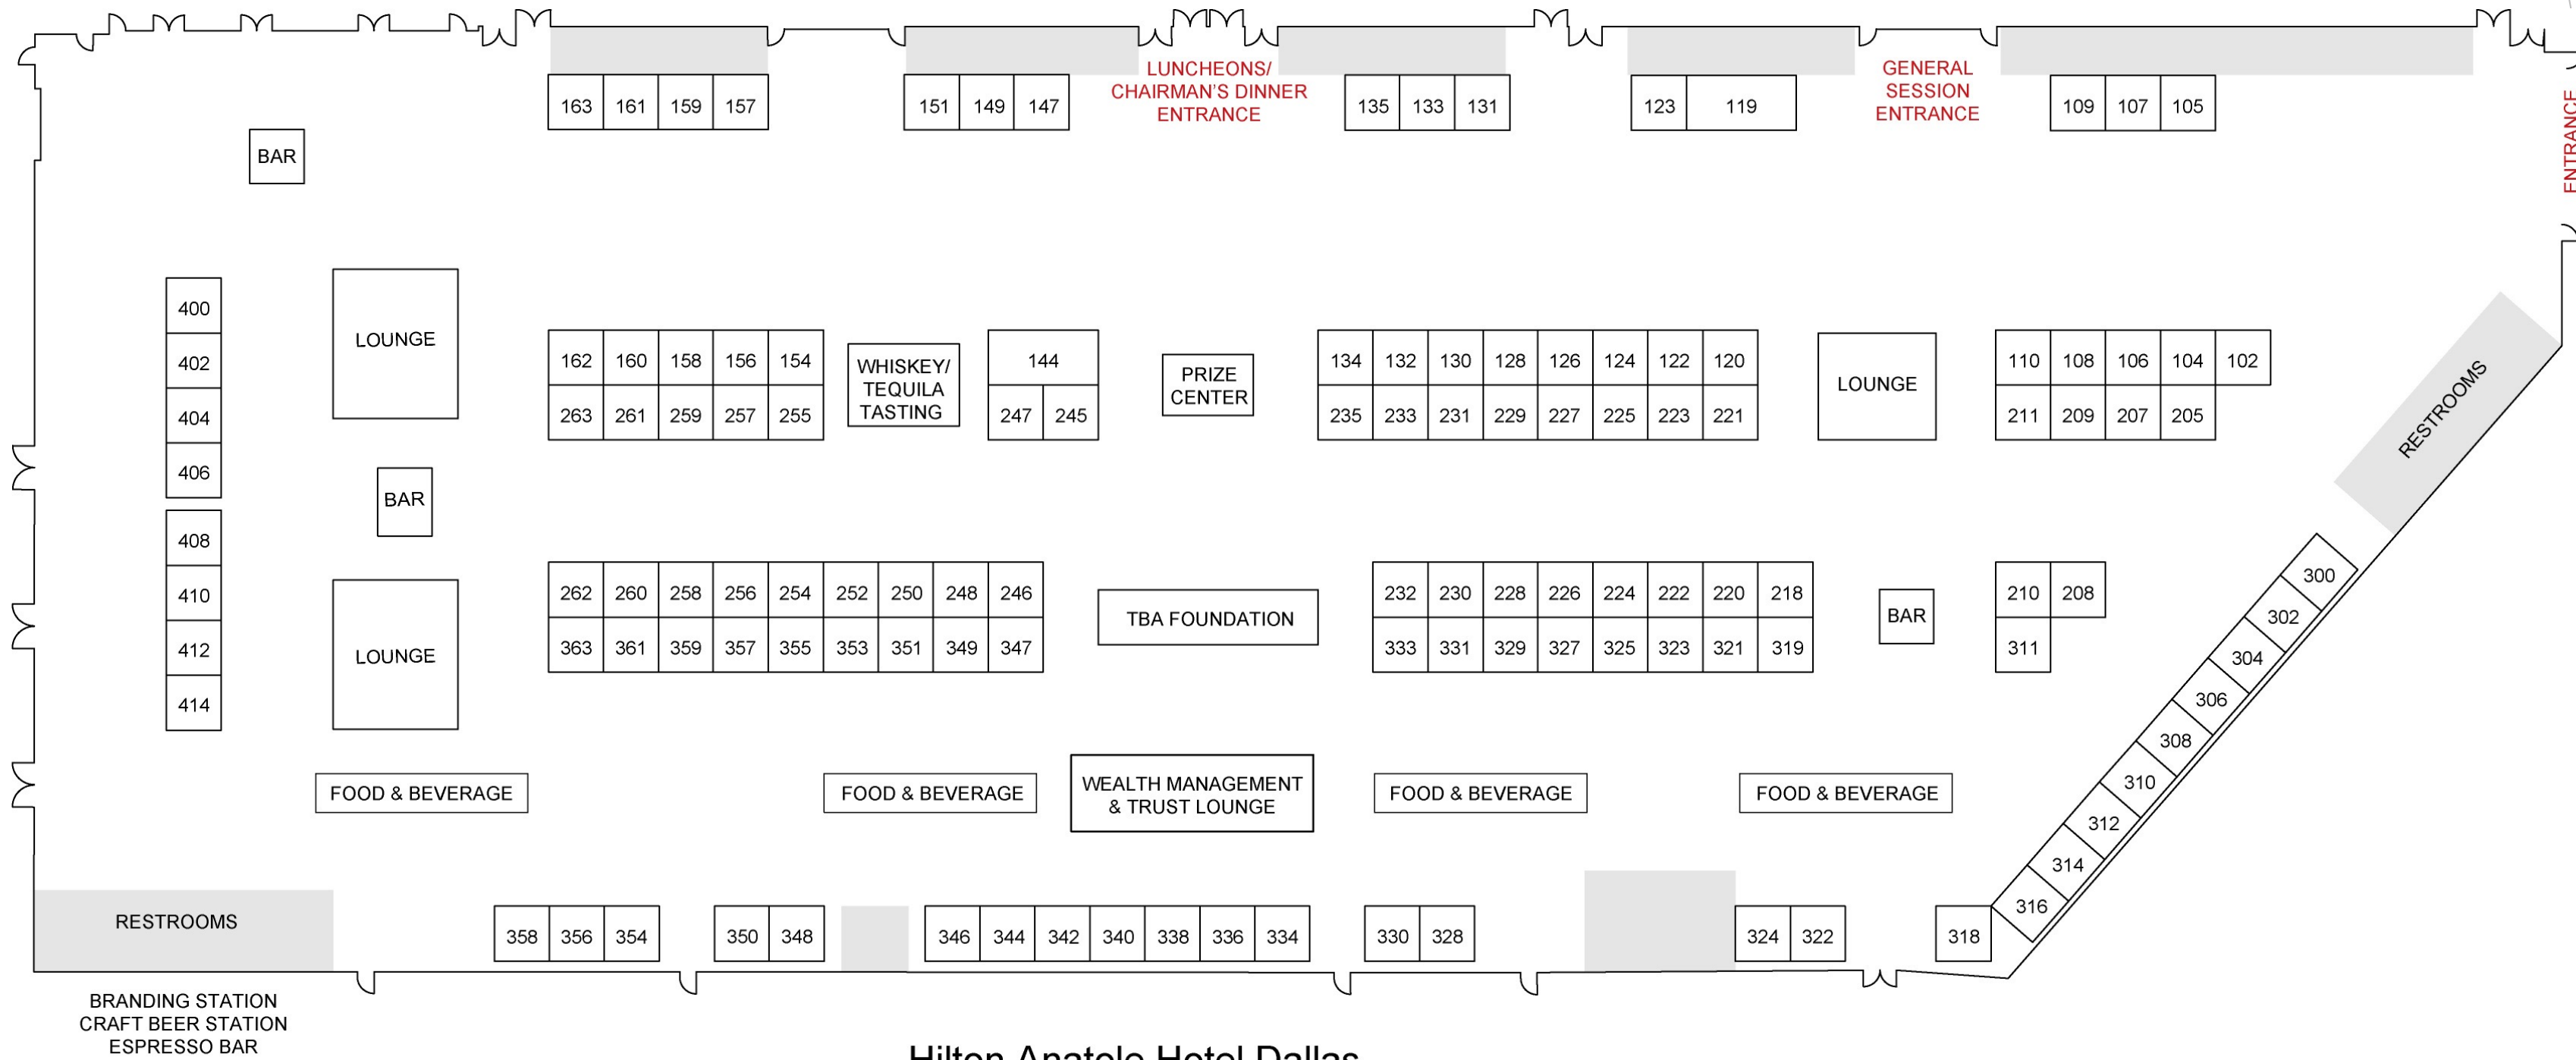 LUNCHEONS/
CHAIRMAN'S DINNER
ENTRANCE
GENERAL
SESSION
ENTRANCE
ENTRANCE
163 161 159 157
151 149 147
135 133 131
123 119
109 107 105
BAR
400
402
404
406
408
410
412
414
LOUNGE
BAR
LOUNGE
162 160 158 156 154
263 261 259 257 255
WHISKEY/
TEQUILA
TASTING
144
247 245
PRIZE
CENTER
134 132 130 128 126 124 122 120
235 233 231 229 227 225 223 221
LOUNGE
110 108 106 104 102
211 209 207 205
RESTROOMS
262 260 258 256 254 252 250 248 246
363 361 359 357 355 353 351 349 347
TBA FOUNDATION
232 230 228 226 224 222 220 218
333 331 329 327 325 323 321 319
BAR
210 208
311
300
302
304
306
308
310
312
314
316
FOOD & BEVERAGE
FOOD & BEVERAGE
WEALTH MANAGEMENT
& TRUST LOUNGE
FOOD & BEVERAGE
FOOD & BEVERAGE
RESTROOMS
358 356 354
350 348
346 344 342 340 338 336 334
330 328
324 322
318
BRANDING STATION
CRAFT BEER STATION
ESPRESSO BAR
Hilton Anatole Hotel Dallas